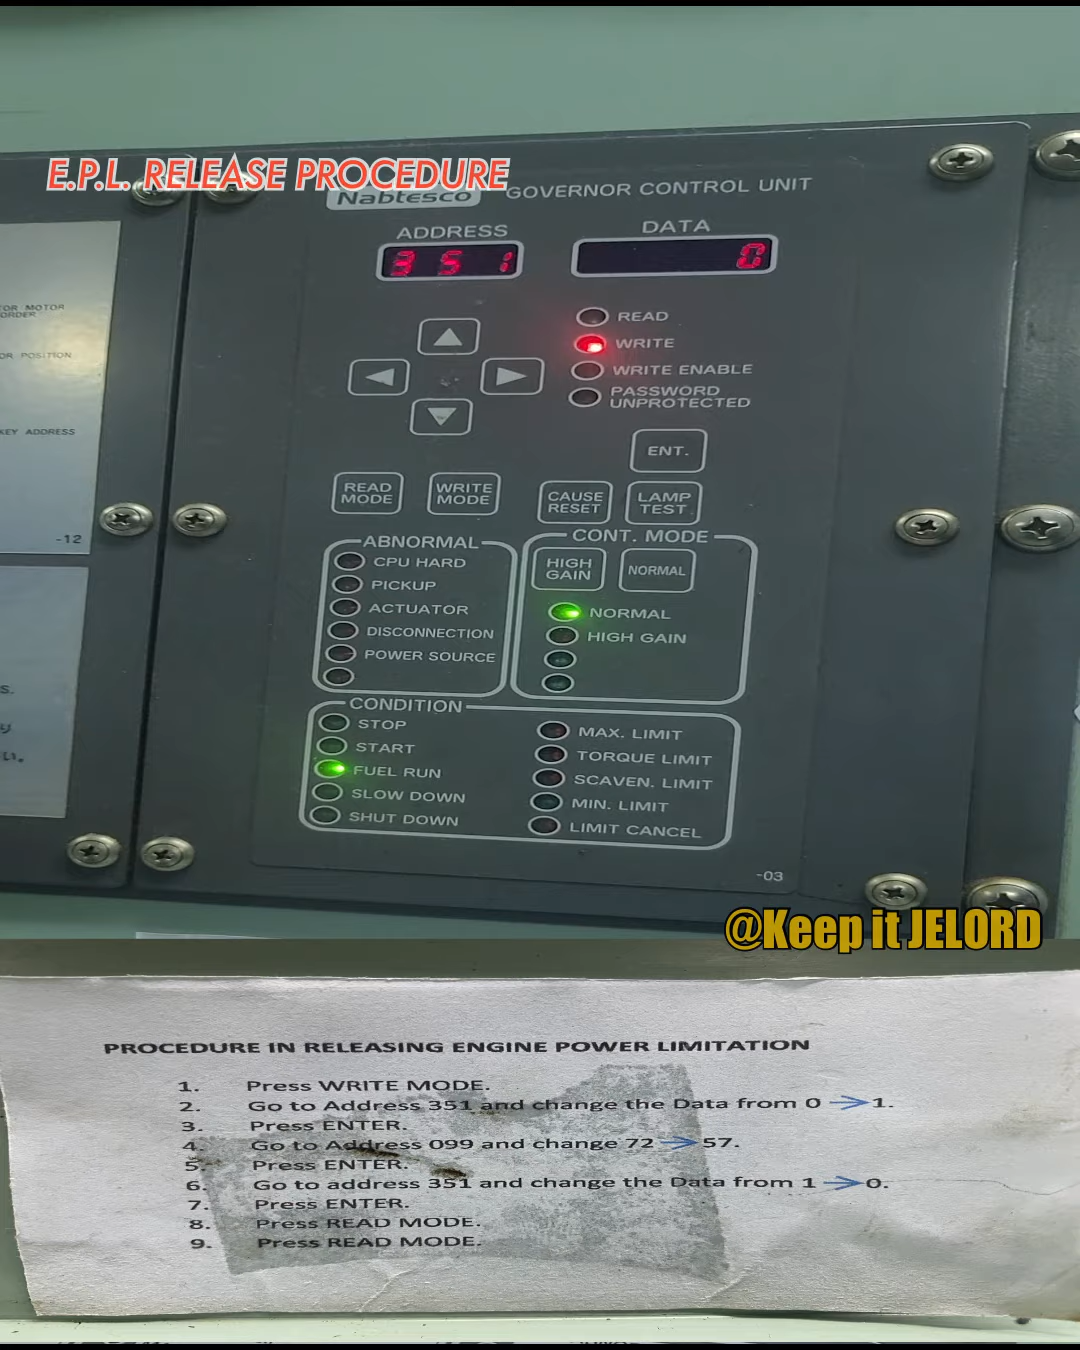 E.P.L. RELEASE PROCEDURE
Nabtesco GOVERNOR CONTROL UNIT
ADDRESS DATA
351 0
READ
WRITE
WRITE ENABLE
PASSWORD
UNPROTECTED
ENT.
READ
MODE
WRITE
MODE
CAUSE
RESET
LAMP
TEST
ABNORMAL
CPU HARD
PICKUP
ACTUATOR
DISCONNECTION
POWER SOURCE
CONT. MODE
HIGH
GAIN
NORMAL
NORMAL
HIGH GAIN
CONDITION
STOP
START
FUEL RUN
SLOW DOWN
SHUT DOWN
MAX. LIMIT
TORQUE LIMIT
SCAVEN. LIMIT
MIN. LIMIT
LIMIT CANCEL
-03
MOTOR
ORDER
POSITION
KEY ADDRESS
-12
@Keep it JELORD
PROCEDURE IN RELEASING ENGINE POWER LIMITATION
1. Press WRITE MODE.
2. Go to Address 351 and change the Data from 0 → 1.
3. Press ENTER.
4. Go to Address 099 and change 72 → 57.
5. Press ENTER.
6. Go to address 351 and change the Data from 1 → 0.
7. Press ENTER.
8. Press READ MODE.
9. Press READ MODE.